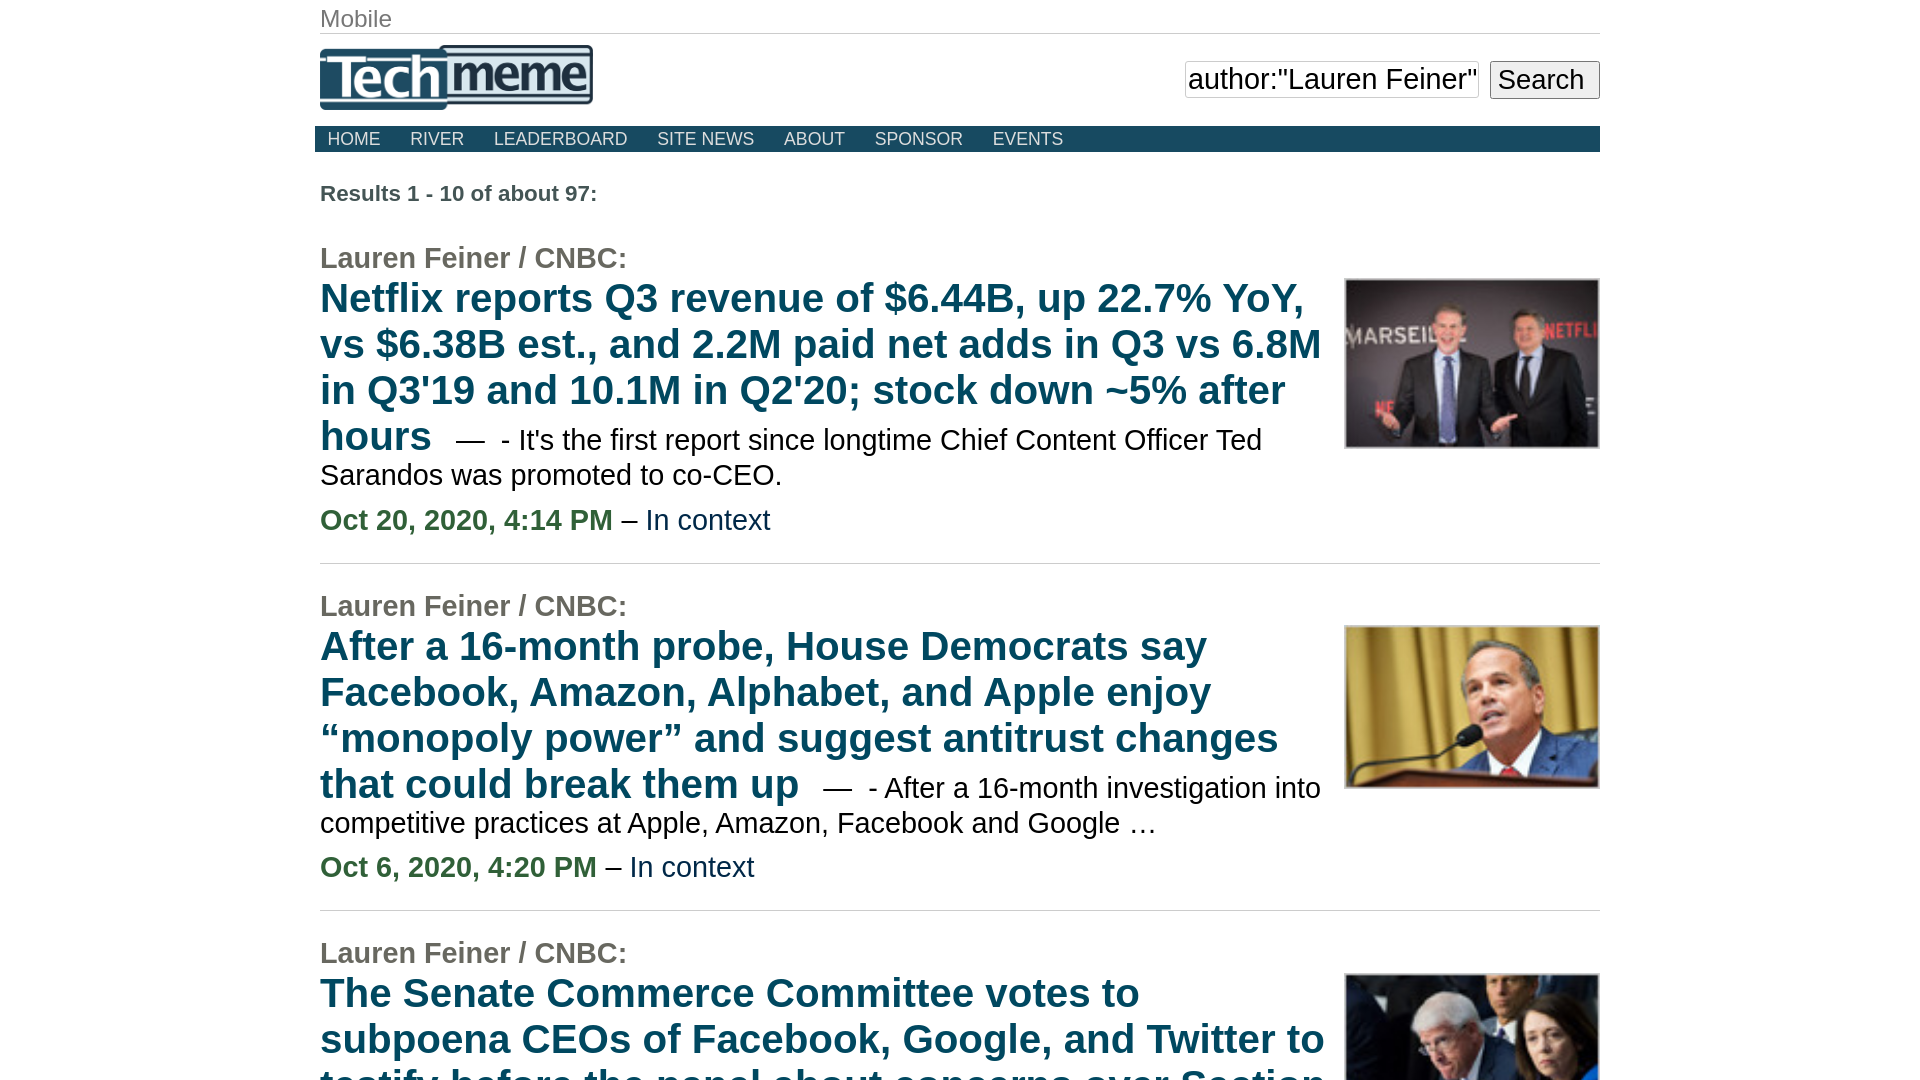 Mobile
Techmeme
author:"Lauren Feiner"
Search
HOME RIVER LEADERBOARD SITE NEWS ABOUT SPONSOR EVENTS
Results 1 - 10 of about 97:
Lauren Feiner / CNBC:
Netflix reports Q3 revenue of $6.44B, up 22.7% YoY,
vs $6.38B est., and 2.2M paid net adds in Q3 vs 6.8M
in Q3'19 and 10.1M in Q2'20; stock down ~5% after
hours — - It's the first report since longtime Chief Content Officer Ted
Sarandos was promoted to co-CEO.
Oct 20, 2020, 4:14 PM – In context
Lauren Feiner / CNBC:
After a 16-month probe, House Democrats say
Facebook, Amazon, Alphabet, and Apple enjoy
“monopoly power” and suggest antitrust changes
that could break them up — - After a 16-month investigation into
competitive practices at Apple, Amazon, Facebook and Google …
Oct 6, 2020, 4:20 PM – In context
Lauren Feiner / CNBC:
The Senate Commerce Committee votes to
subpoena CEOs of Facebook, Google, and Twitter to
testify before the panel about concerns over Section